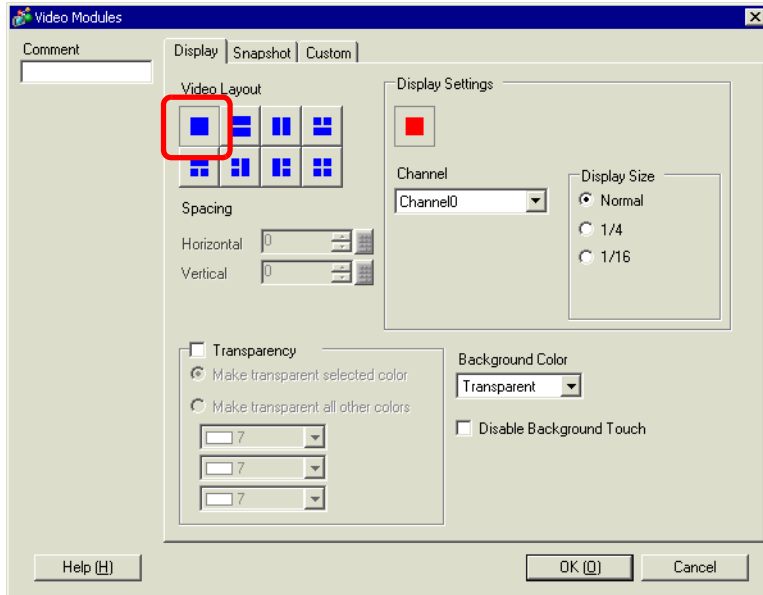 Video Modules
Comment
Display Snapshot Custom
Video Layout
Display Settings
Channel
Channel0
Display Size
Normal
1/4
1/16
Spacing
Horizontal 0
Vertical 0
Transparency
Make transparent selected color
Make transparent all other colors
7
7
7
Background Color
Transparent
Disable Background Touch
Help (H) OK (O) Cancel